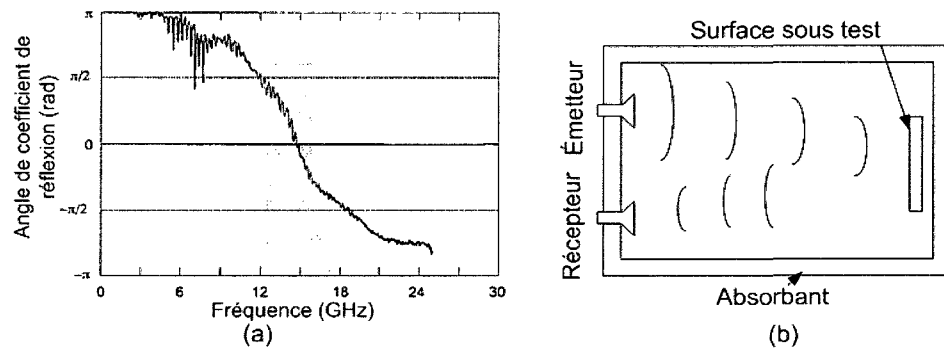 (a)
Angle de coefficient de
réflexion (rad)
π
π/2
0
−π/2
−π
0
6
12
18
24
30
Fréquence (GHz)
(b)
Surface sous test
Émetteur
Récepteur
Absorbant
(a)
(b)